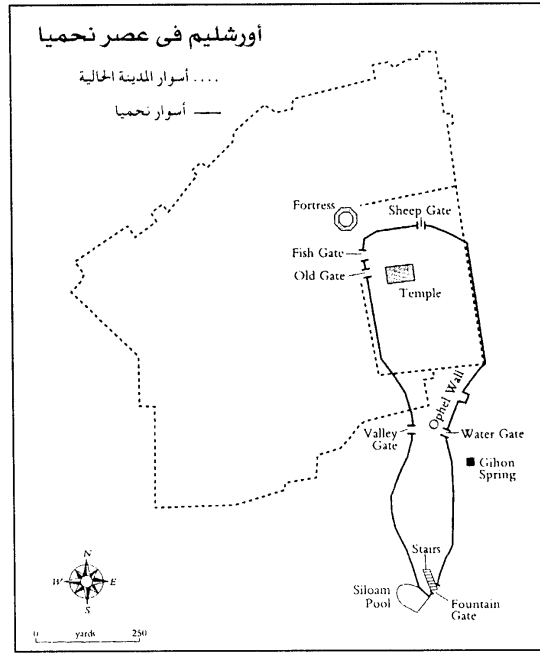 أورشليم فى عصر نحميا
.... أسوار المدينة الحالية
— أسوار نحميا
Fortress
Sheep Gate
Fish Gate
Old Gate
Temple
Ophel Wall
Valley
Gate
Water Gate
Gihon
Spring
Stairs
Siloam
Pool
Fountain
Gate
N
W E
S
0 yards 250